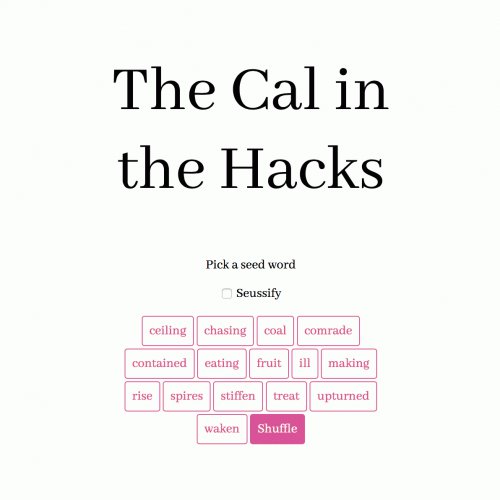 The Cal in
the Hacks
Pick a seed word
Seussify
ceiling chasing coal comrade
contained eating fruit ill making
rise spires stiffen treat upturned
waken Shuffle